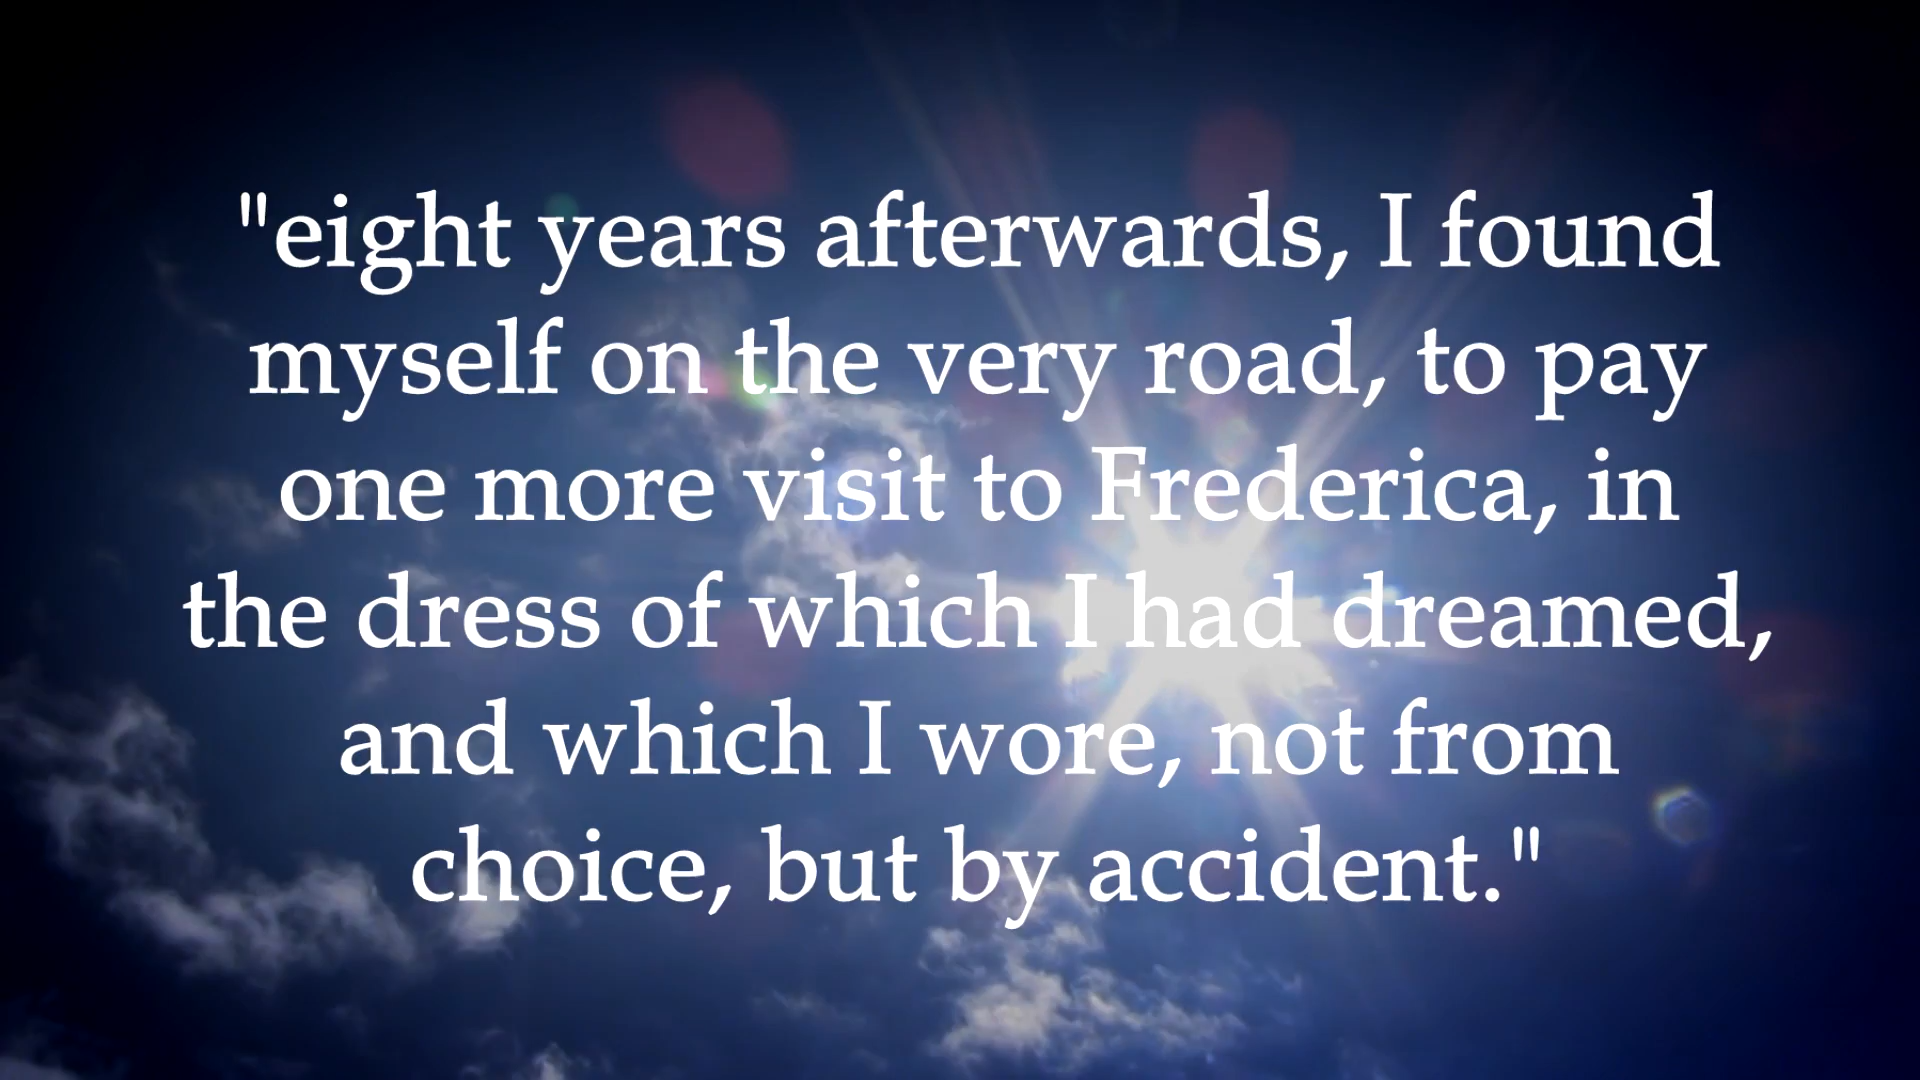 "eight years afterwards, I found
myself on the very road, to pay
one more visit to Frederica, in
the dress of which I had dreamed,
and which I wore, not from
choice, but by accident."